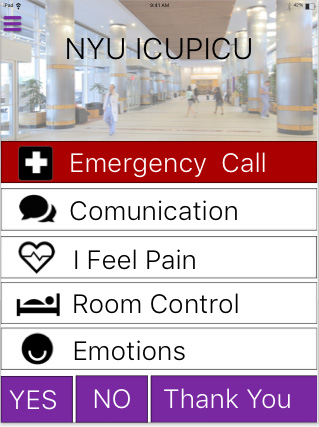 iPad 9:41 AM 42%
NYU ICUPICU
Emergency Call
Comunication
I Feel Pain
Room Control
Emotions
YES NO Thank You